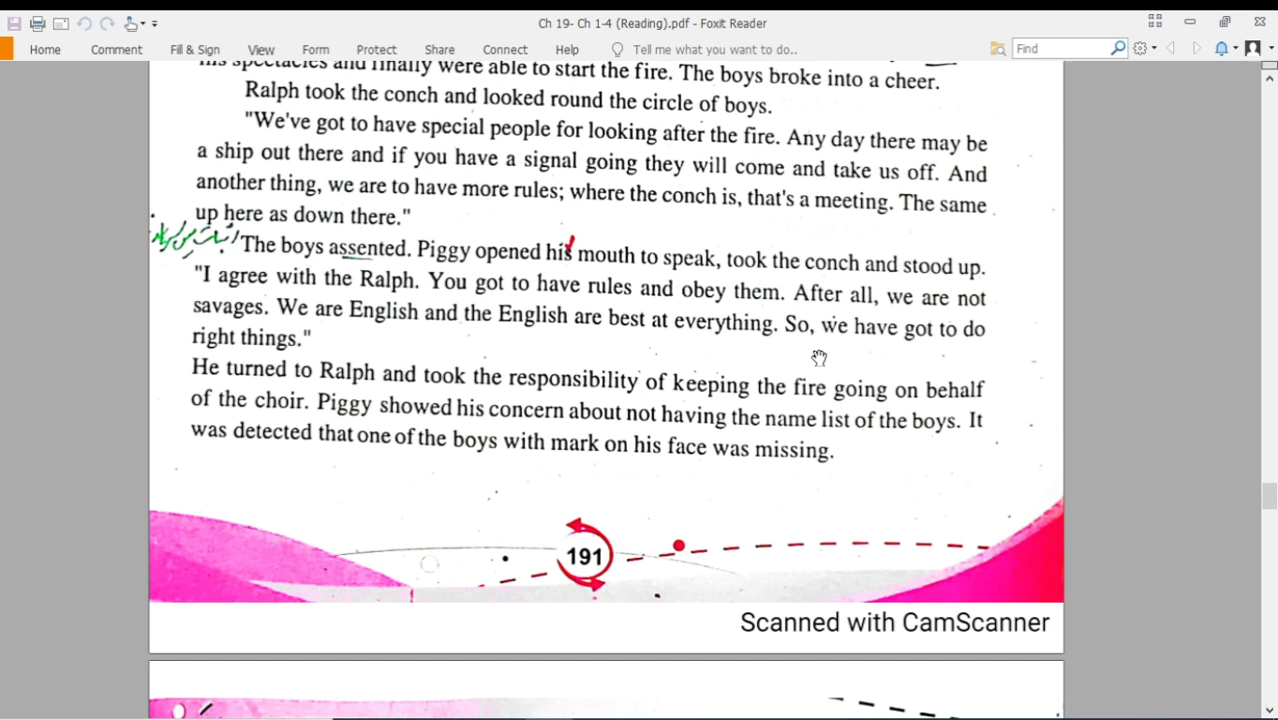 Ch 19- Ch 1-4 (Reading).pdf - Foxit Reader
Home Comment Fill & Sign View Form Protect Share Connect Help Tell me what you want to do.. Find
his spectacles and finally were able to start the fire. The boys broke into a cheer.
Ralph took the conch and looked round the circle of boys.
"We've got to have special people for looking after the fire. Any day there may be
a ship out there and if you have a signal going they will come and take us off. And
another thing, we are to have more rules; where the conch is, that's a meeting. The same
up here as down there."
The boys assented. Piggy opened his mouth to speak, took the conch and stood up.
"I agree with the Ralph. You got to have rules and obey them. After all, we are not
savages. We are English and the English are best at everything. So, we have got to do
right things."
He turned to Ralph and took the responsibility of keeping the fire going on behalf
of the choir. Piggy showed his concern about not having the name list of the boys. It
was detected that one of the boys with mark on his face was missing.
191
Scanned with CamScanner